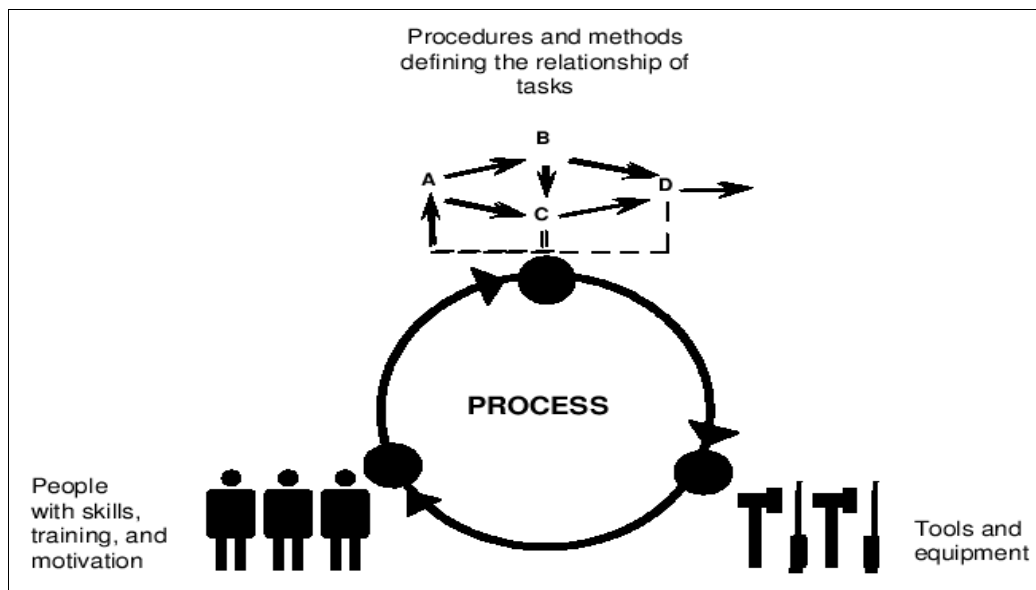 Procedures and methods
defining the relationship of
tasks
B
A
D
C
PROCESS
People
with skills,
training, and
motivation
Tools and
equipment